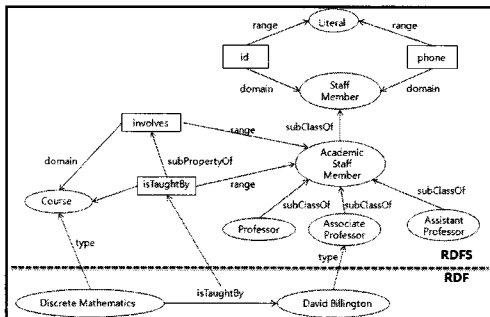 Literal
range
range
id
phone
domain
Staff
Member
domain
involves
range
subClassOf
domain
subPropertyOf
Academic
Staff
Member
isTaughtBy
range
Course
subClassOf
subClassOf
subClassOf
Professor
Associate
Professor
Assistant
Professor
type
type
RDFS
RDF
isTaughtBy
Discrete Mathematics
David Billington